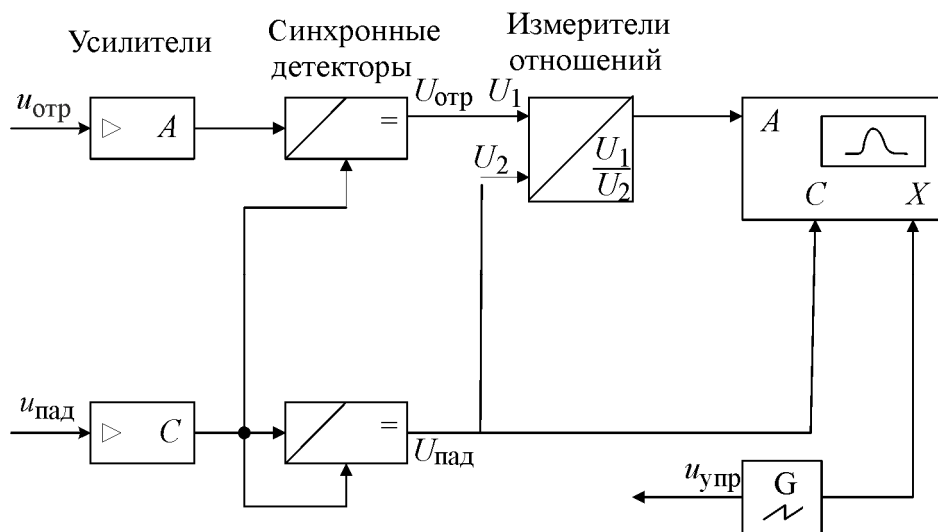 Усилители
Синхронные
детекторы
Измерители
отношений
uотр
A
=
Uотр
U1
U2
U1
U2
A
C
X
uпад
C
=
Uпад
uупр
G